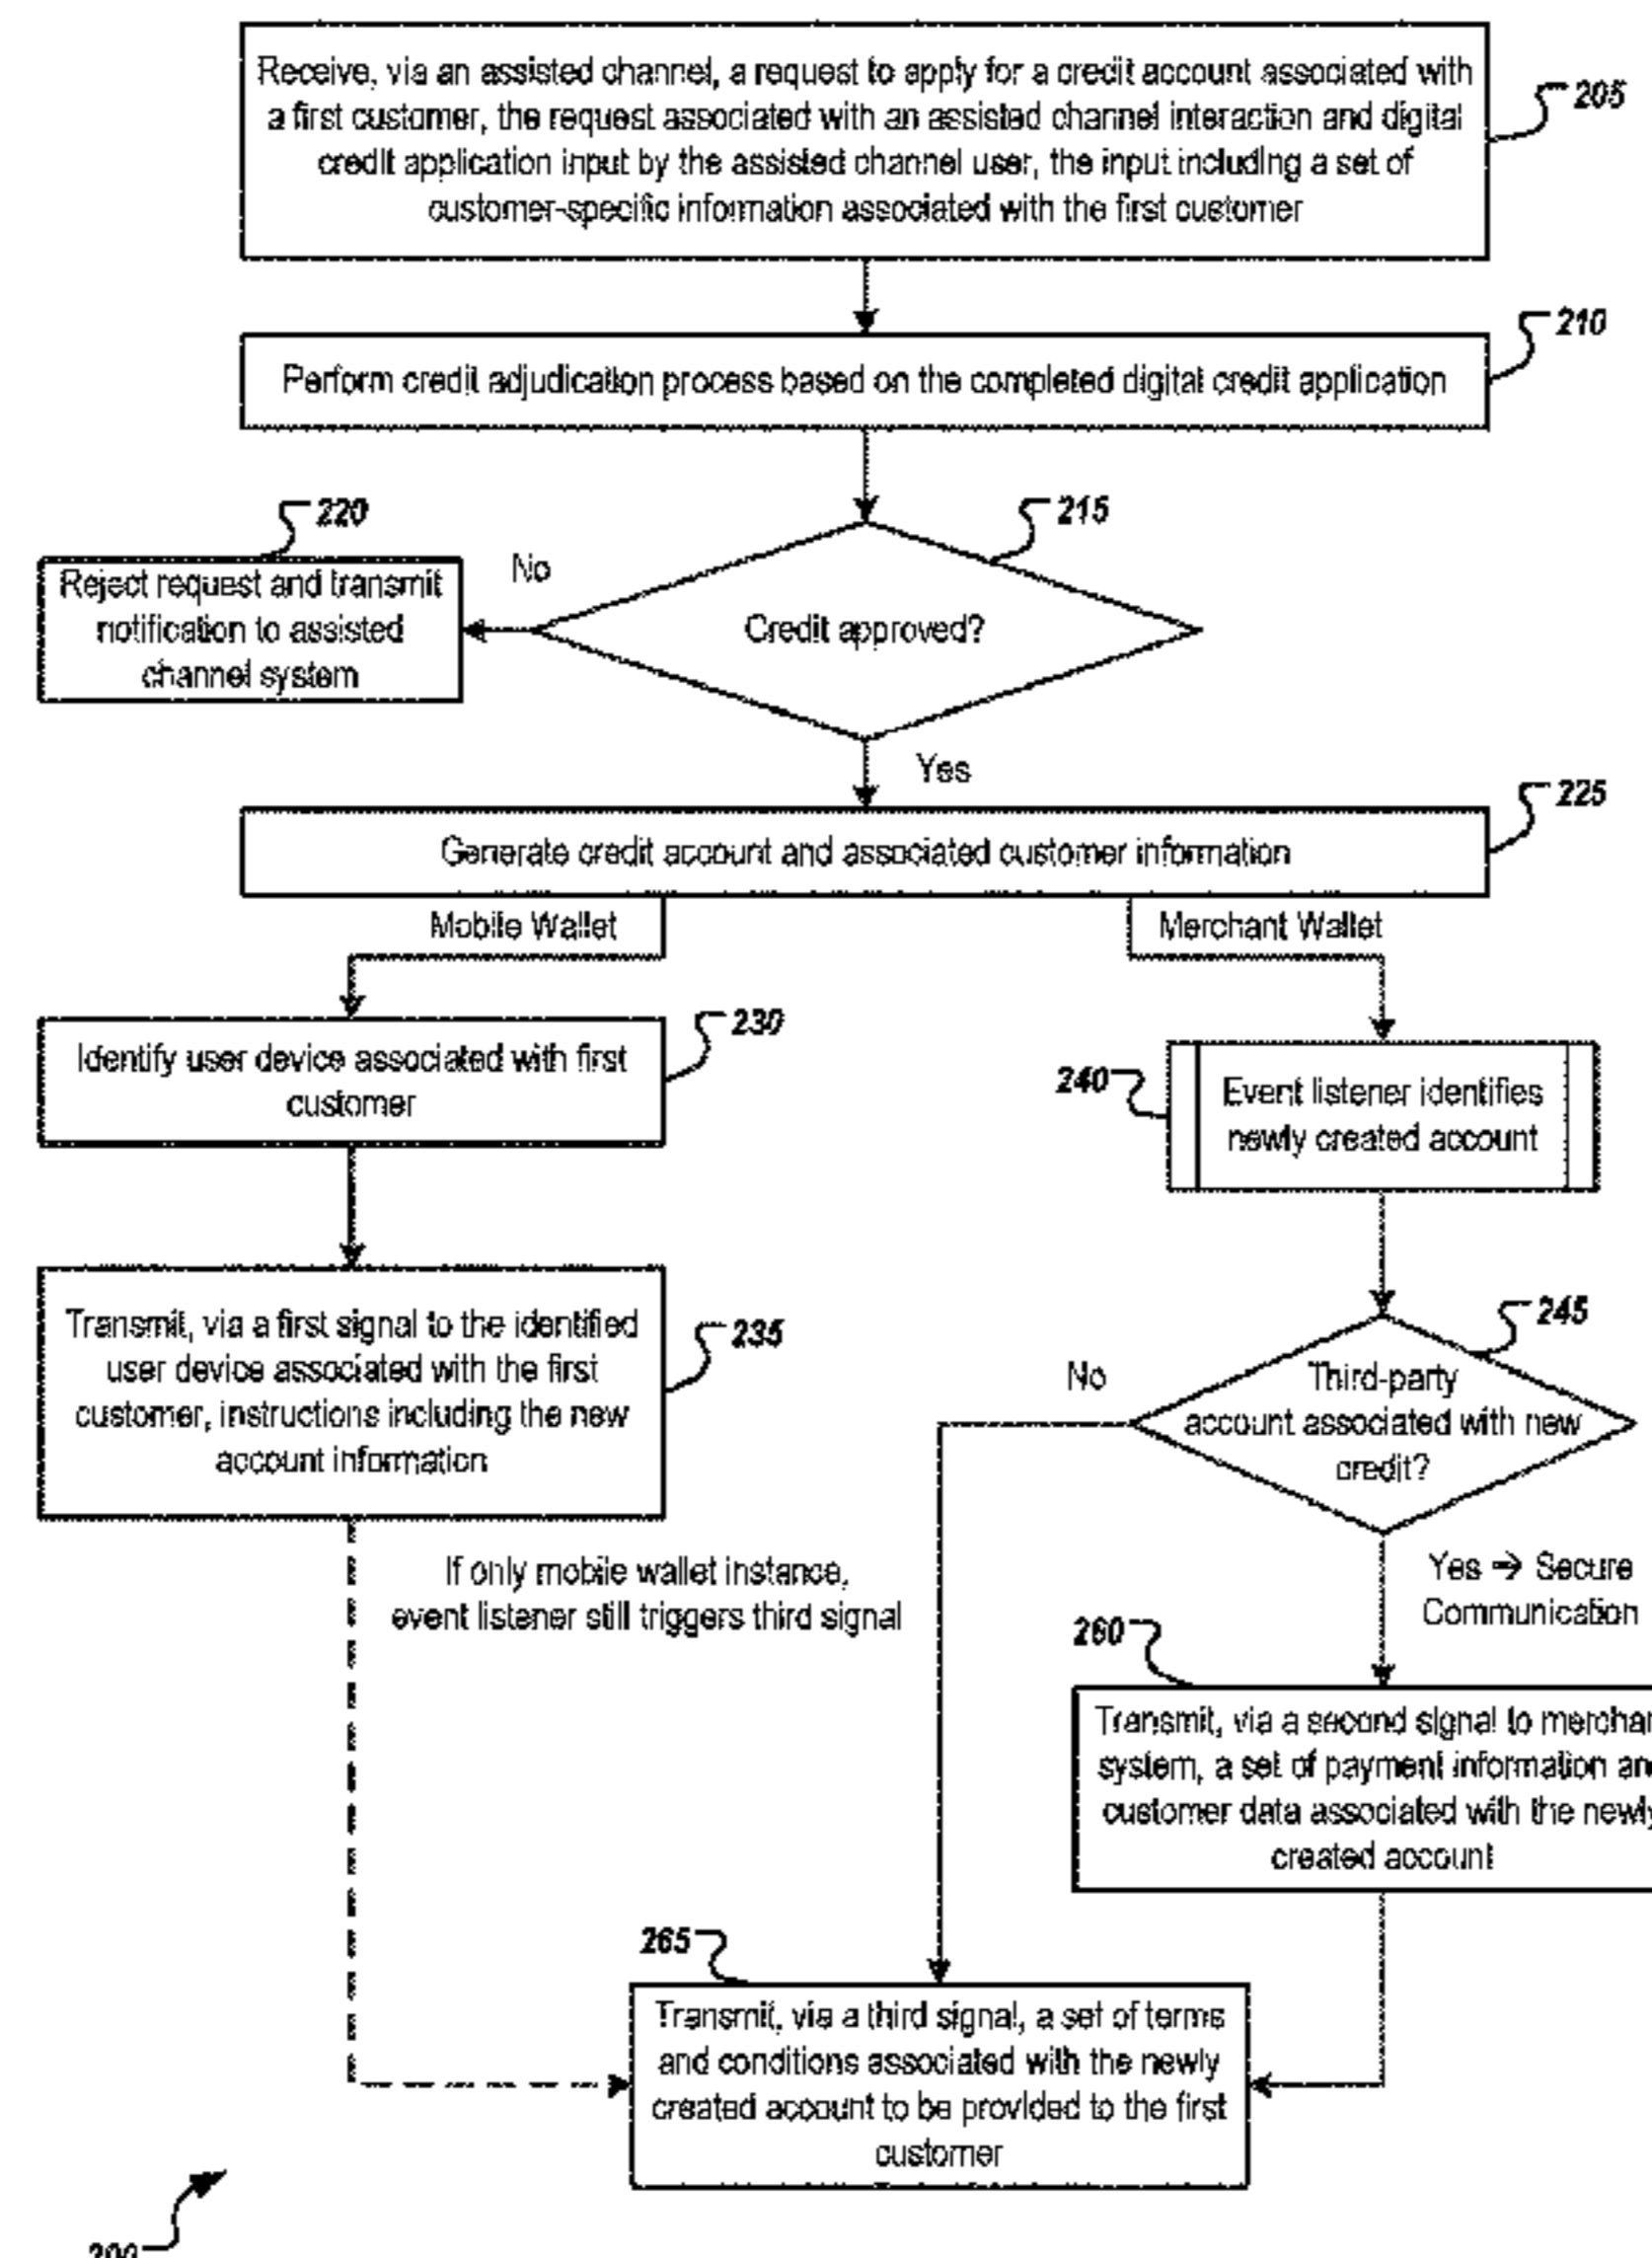 Receive, via an assisted channel, a request to apply for a credit account associated with
a first customer, the request associated with an assisted channel interaction and digital
credit application input by the assisted channel user, the input including a set of
customer-specific information associated with the first customer
205
Perform credit adjudication process based on the completed digital credit application
210
215
220
Reject request and transmit
notification to assisted
channel system
No
Credit approved?
Yes
225
Generate credit account and associated customer information
Mobile Wallet
Merchant Wallet
230
Identify user device associated with first
customer
240
Event listener identifies
newly created account
235
Transmit, via a first signal to the identified
user device associated with the first
customer, instructions including the new
account information
245
No
Third-party
account associated with new
credit?
If only mobile wallet instance,
event listener still triggers third signal
Yes → Secure
Communication
260
Transmit, via a second signal to
system, a set of payment information
customer data associated with the
created account
265
Transmit, via a third signal, a set of terms
and conditions associated with the newly
created account to be provided to the first
customer
200